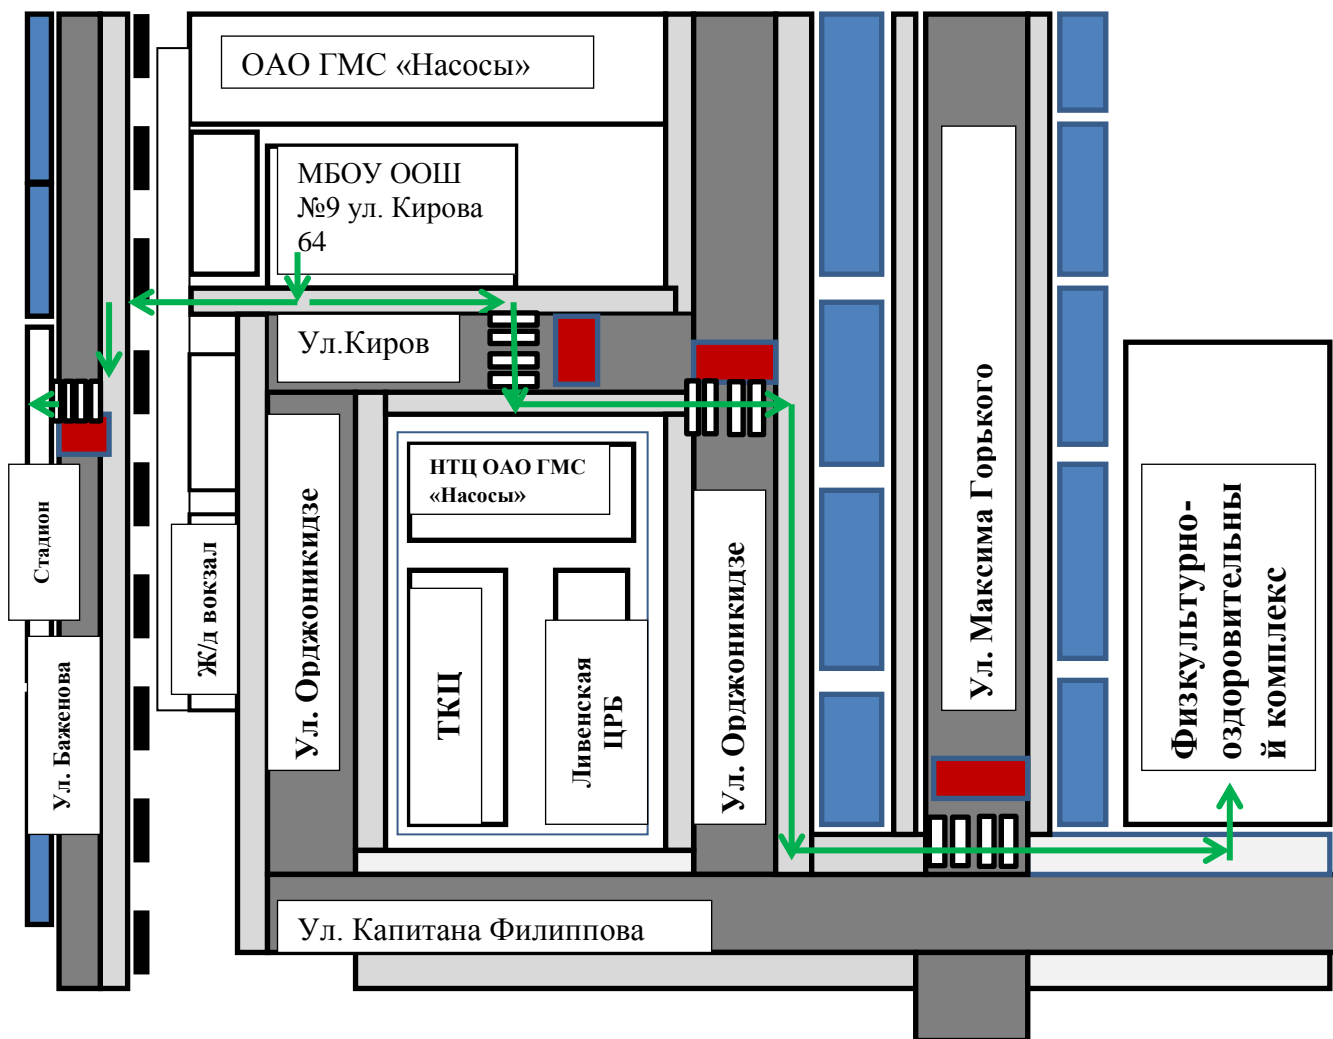 ОАО ГМС «Насосы»
МБОУ ООШ
№9 ул. Кирова
64
Ул.Киров
НТЦ ОАО ГМС
«Насосы»
Стадион
Ул. Баженова
Ж/д вокзал
Ул. Орджоникидзе
ТКЦ
Ливенская
ЦРБ
Ул. Орджоникидзе
Ул. Максима Горького
Физкультурно-
оздоровительны
й комплекс
Ул. Капитана Филиппова